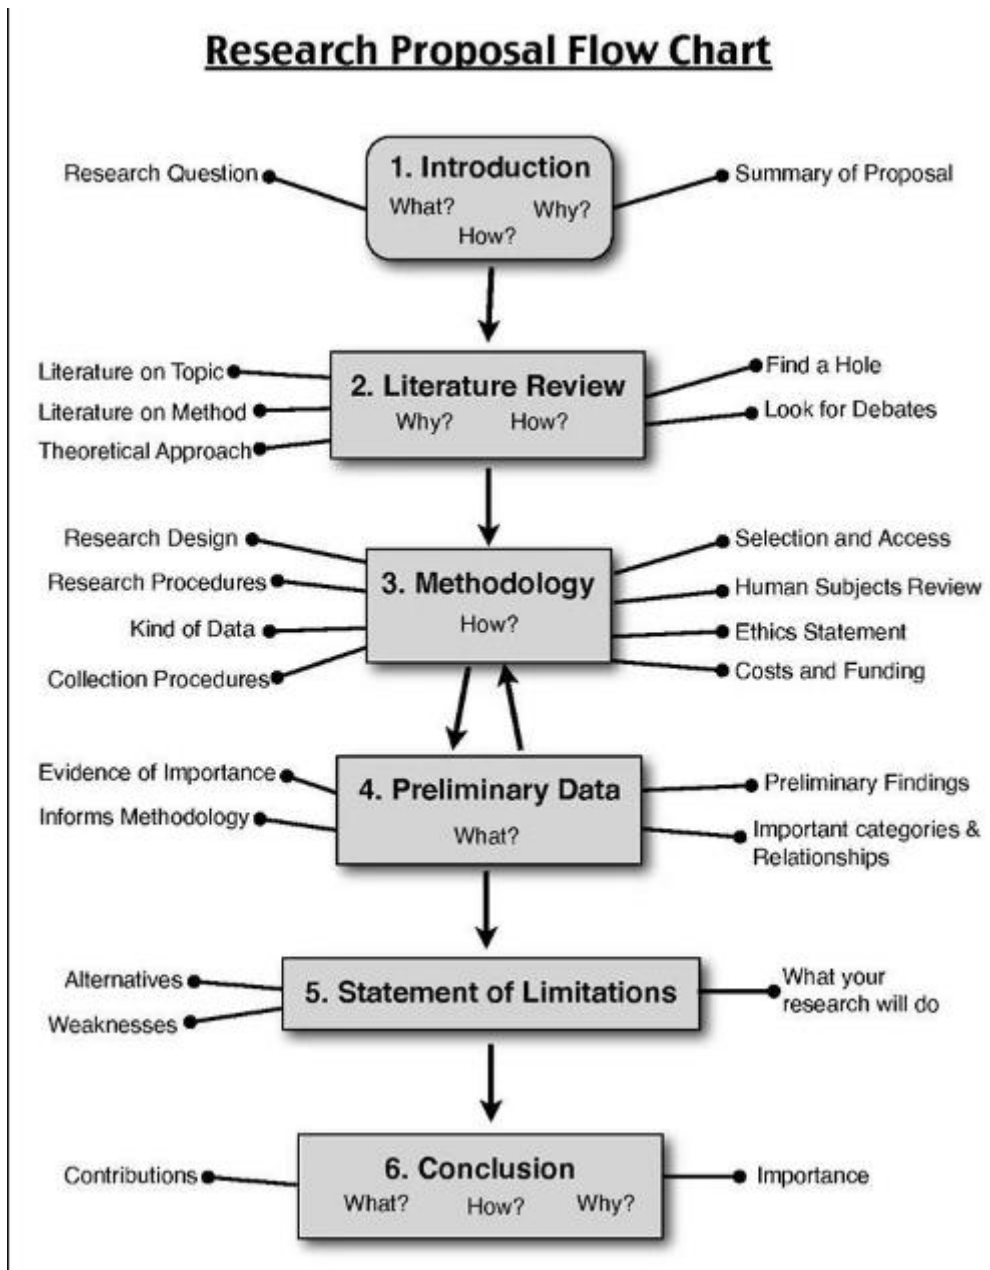 Research Proposal Flow Chart
1. Introduction
What? Why?
How?
Research Question
Summary of Proposal
2. Literature Review
Why? How?
Literature on Topic
Literature on Method
Theoretical Approach
Find a Hole
Look for Debates
3. Methodology
How?
Research Design
Research Procedures
Kind of Data
Collection Procedures
Selection and Access
Human Subjects Review
Ethics Statement
Costs and Funding
4. Preliminary Data
What?
Evidence of Importance
Informs Methodology
Preliminary Findings
Important categories &
Relationships
5. Statement of Limitations
Alternatives
Weaknesses
What your
research will do
6. Conclusion
What? How? Why?
Contributions
Importance